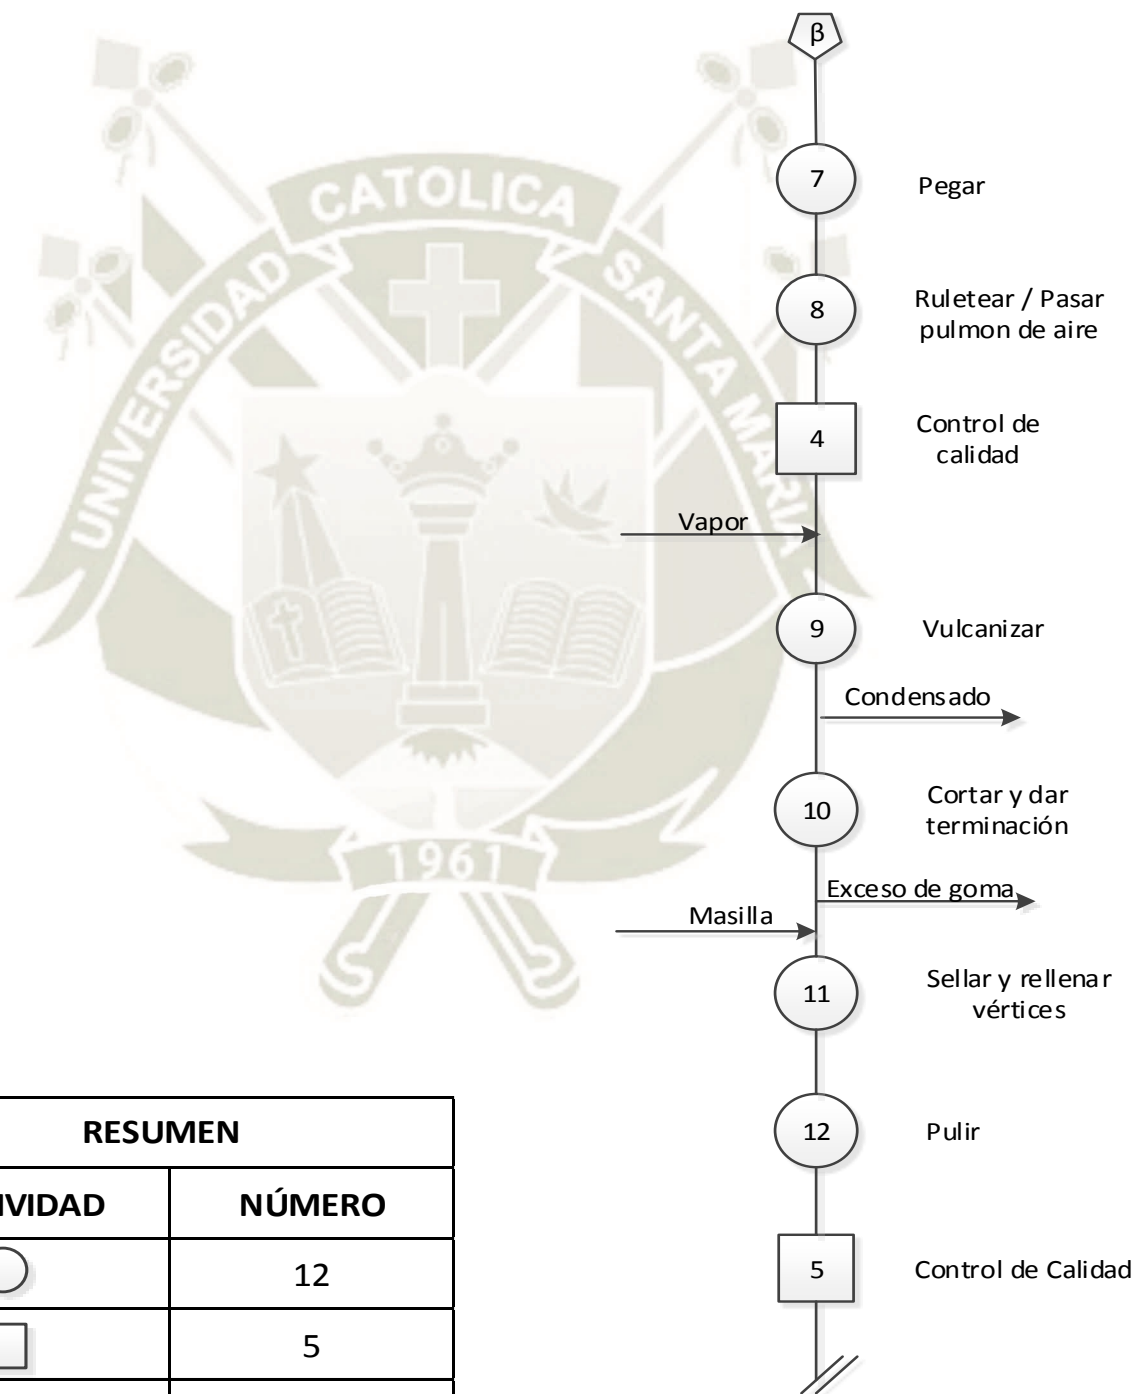 β
7
Pegar
8
Ruletear / Pasar
pulmon de aire
4
Control de
calidad
Vapor
9
Vulcanizar
Condensado
10
Cortar y dar
terminación
Exceso de goma
Masilla
11
Sellar y rellenar
vértices
12
Pulir
5
Control de Calidad
UNIVERSIDAD CATOLICA SANTA MARIA
1961
RESUMEN
IVIDAD NÚMERO
12
5